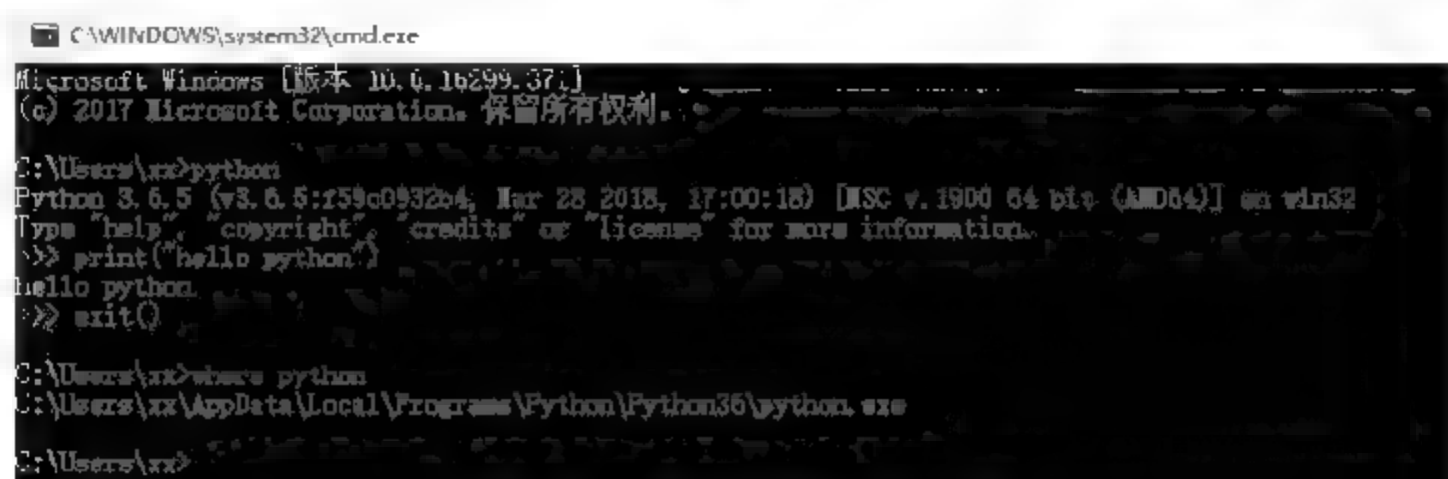 C:\WINDOWS\system32\cmd.exe
Microsoft Windows [版本 10.0.16299.371]
(c) 2017 Microsoft Corporation。保留所有权利。
C:\Users\xx>python
Python 3.6.5 (v3.6.5:f59c0932b4, Mar 28 2018, 17:00:18) [MSC v.1900 64 bit (AMD64)] on win32
Type "help", "copyright", "credits" or "license" for more information.
>>> print("hello python")
hello python
>>> exit()
C:\Users\xx>where python
C:\Users\xx\AppData\Local\Programs\Python\Python36\python.exe
C:\Users\xx>